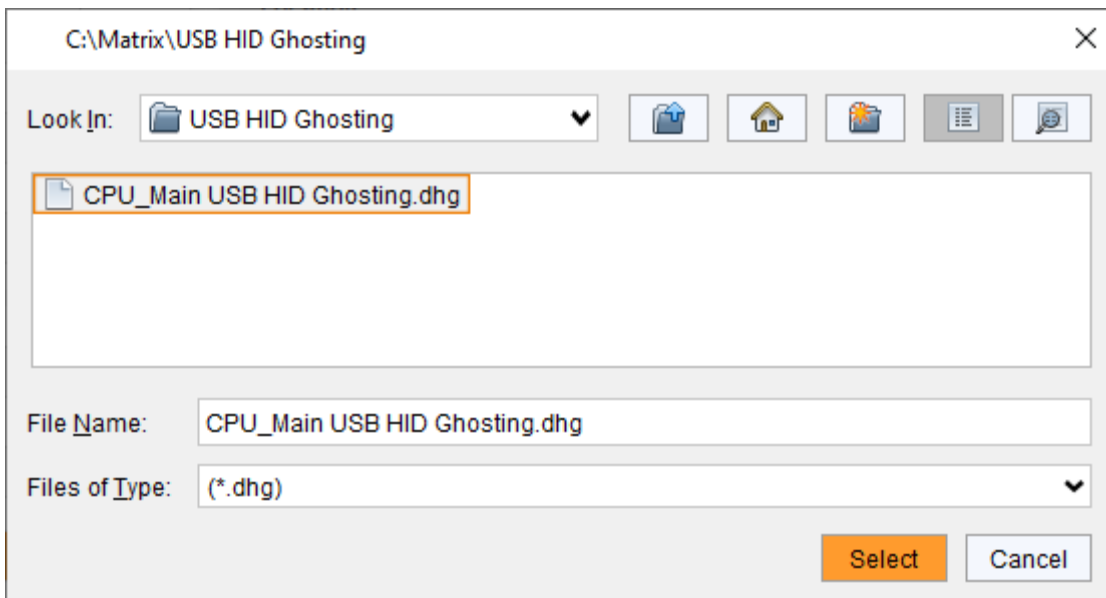 C:\Matrix\USB HID Ghosting
Look In: USB HID Ghosting
CPU_Main USB HID Ghosting.dhg
File Name: CPU_Main USB HID Ghosting.dhg
Files of Type: (*.dhg)
Select Cancel